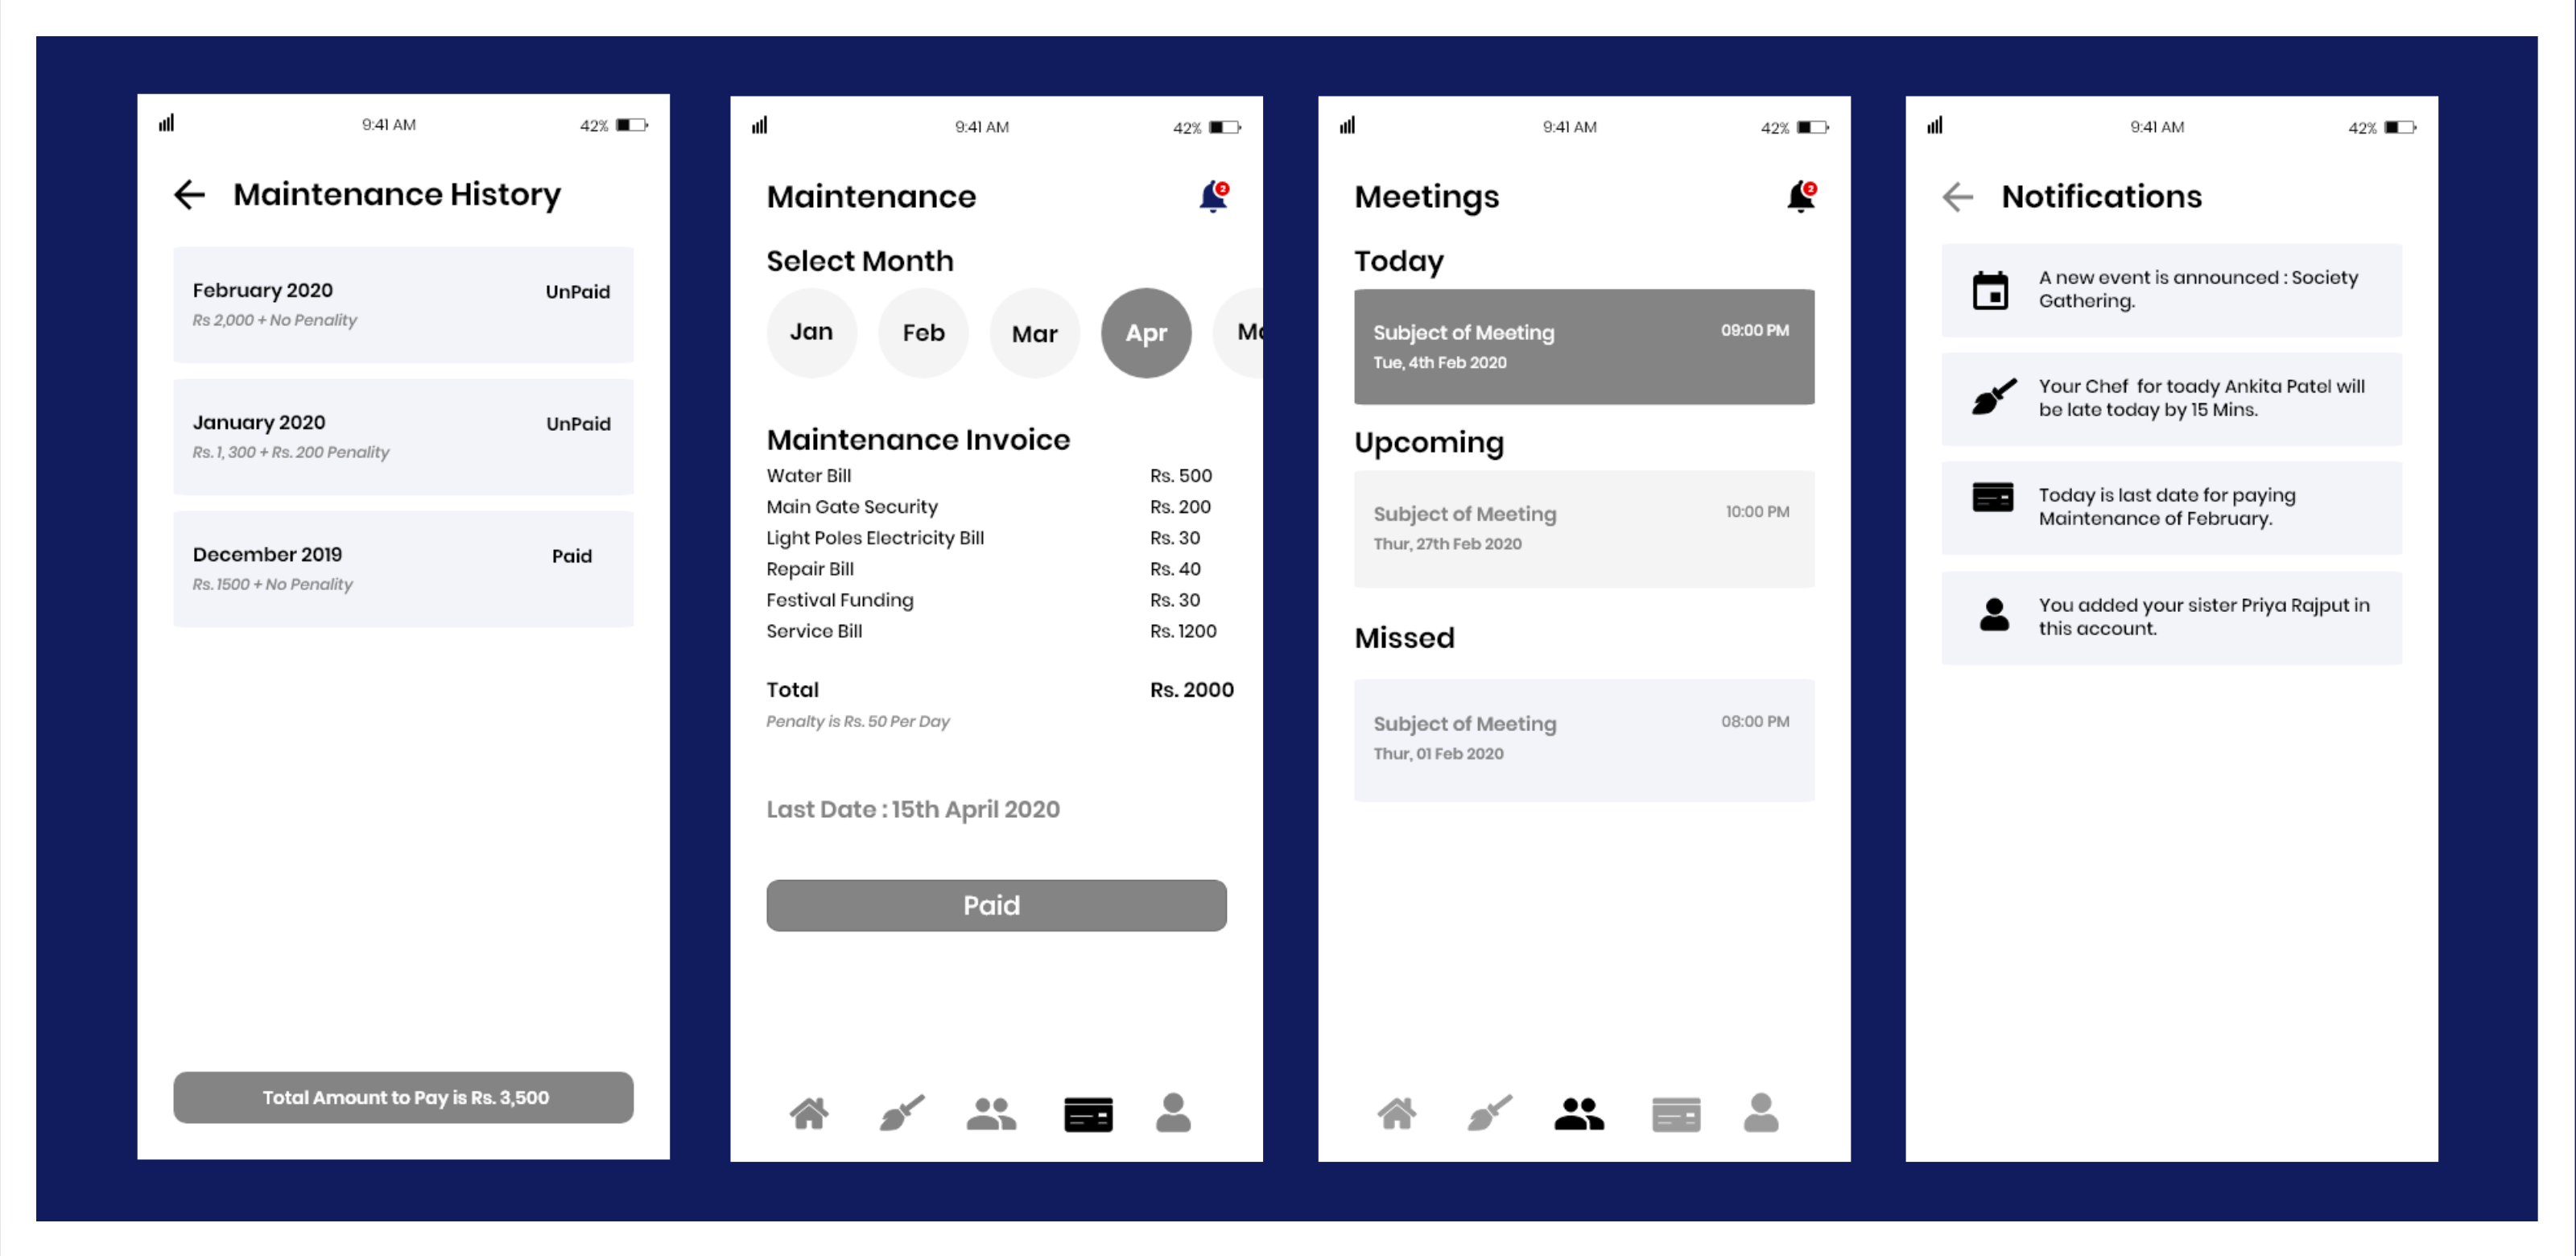 9:41 AM 42%
Maintenance History
February 2020 UnPaid
Rs 2,000 + No Penality
January 2020 UnPaid
Rs. 1, 300 + Rs. 200 Penality
December 2019 Paid
Rs. 1500 + No Penality
Total Amount to Pay is Rs. 3,500
9:41 AM 42%
Maintenance 2
Select Month
Jan Feb Mar Apr Ma
Maintenance Invoice
Water Bill Rs. 500
Main Gate Security Rs. 200
Light Poles Electricity Bill Rs. 30
Repair Bill Rs. 40
Festival Funding Rs. 30
Service Bill Rs. 1200
Total Rs. 2000
Penalty is Rs. 50 Per Day
Last Date : 15th April 2020
Paid
9:41 AM 42%
Meetings 2
Today
Subject of Meeting 09:00 PM
Tue, 4th Feb 2020
Upcoming
Subject of Meeting 10:00 PM
Thur, 27th Feb 2020
Missed
Subject of Meeting 08:00 PM
Thur, 01 Feb 2020
9:41 AM 42%
Notifications
A new event is announced : Society
Gathering.
Your Chef for toady Ankita Patel will
be late today by 15 Mins.
Today is last date for paying
Maintenance of February.
You added your sister Priya Rajput in
this account.